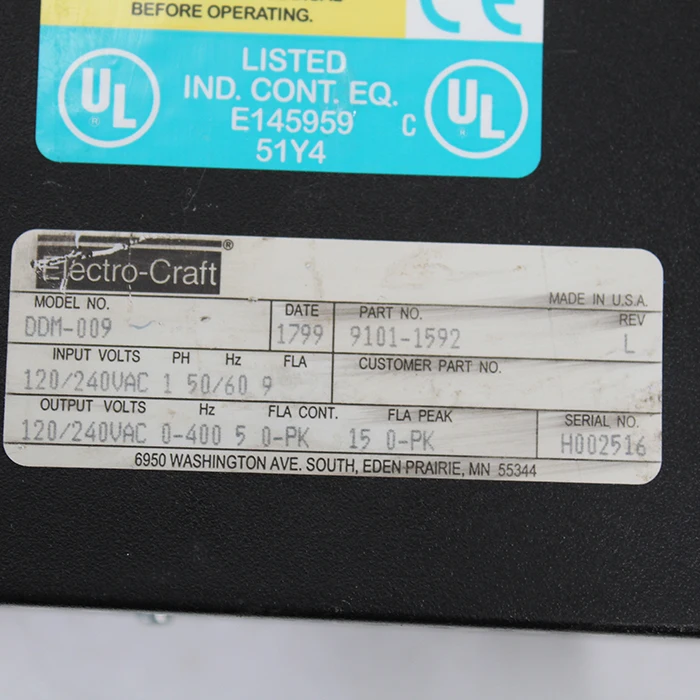 BEFORE OPERATING.
CE
LISTED
UL® IND. CONT. EQ. C UL®
E145959
51Y4
Electro-Craft®
MADE IN U.S.A.
MODEL NO. DATE PART NO. REV
DDM-009 1799 9101-1592 L
INPUT VOLTS PH Hz FLA CUSTOMER PART NO.
120/240VAC 1 50/60 9
OUTPUT VOLTS Hz FLA CONT. FLA PEAK SERIAL NO.
120/240VAC 0-400 5 0-PK 15 0-PK H002516
6950 WASHINGTON AVE. SOUTH, EDEN PRAIRIE, MN 55344